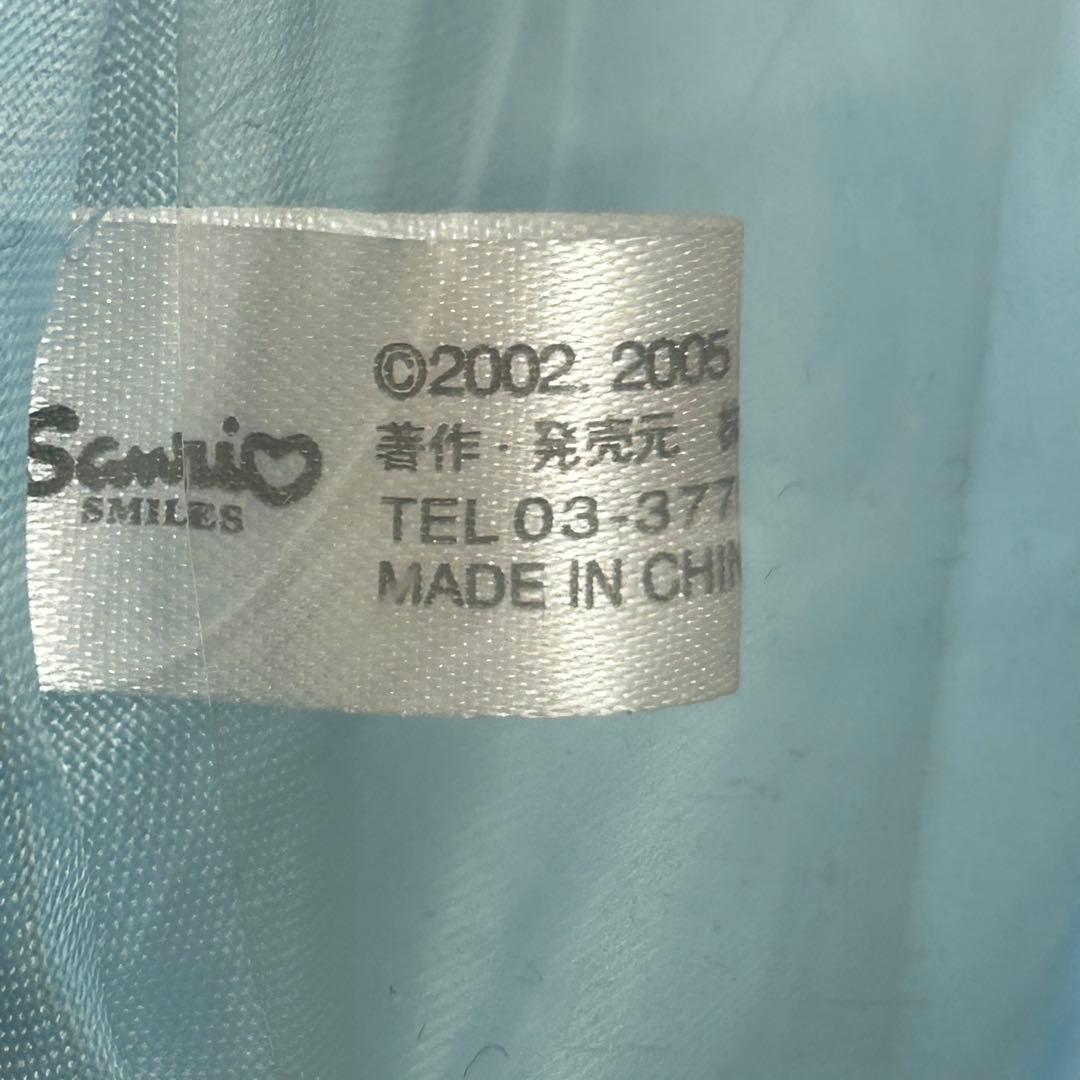 Sanrio
SMILES
©2002, 2005
著作・発売元
TEL 03-377
MADE IN CHIN